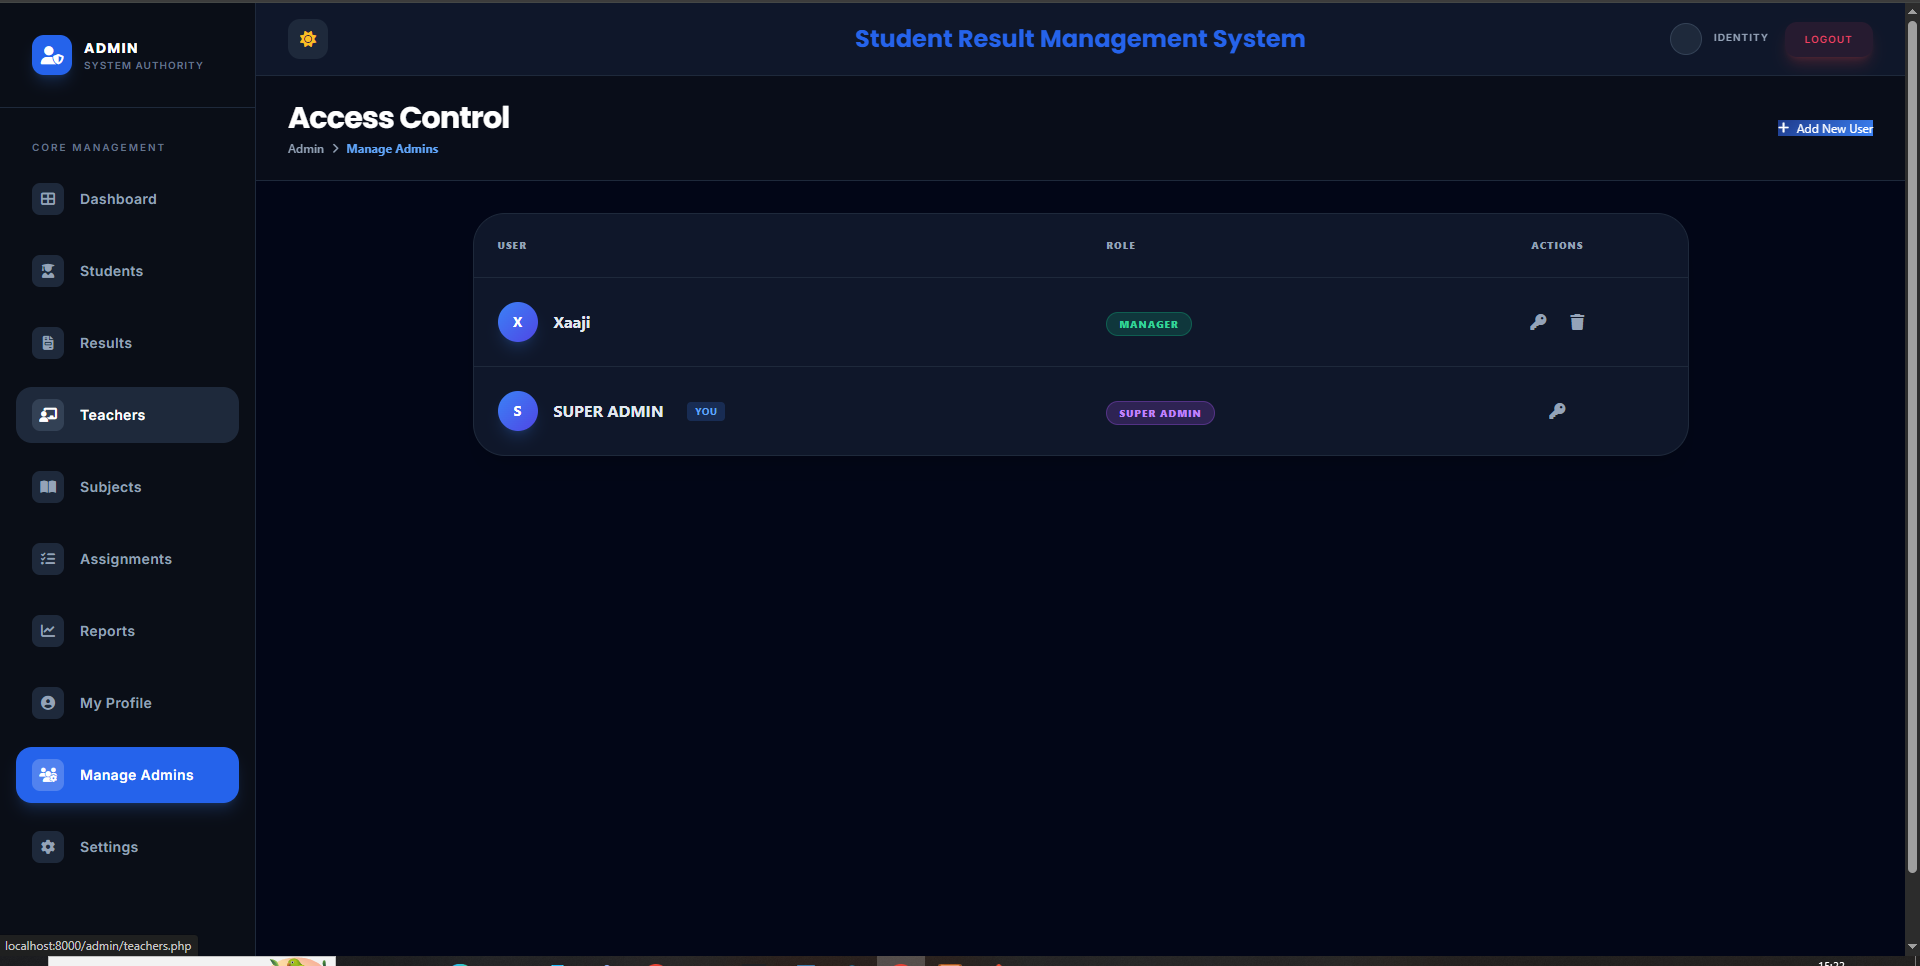 ADMIN
SYSTEM AUTHORITY
Student Result Management System
IDENTITY
LOGOUT
Access Control
Admin > Manage Admins
+ Add New User
CORE MANAGEMENT
Dashboard
Students
Results
Teachers
Subjects
Assignments
Reports
My Profile
Manage Admins
Settings
USER ROLE ACTIONS
X Xaaji MANAGER
S SUPER ADMIN YOU SUPER ADMIN
localhost:8000/admin/teachers.php